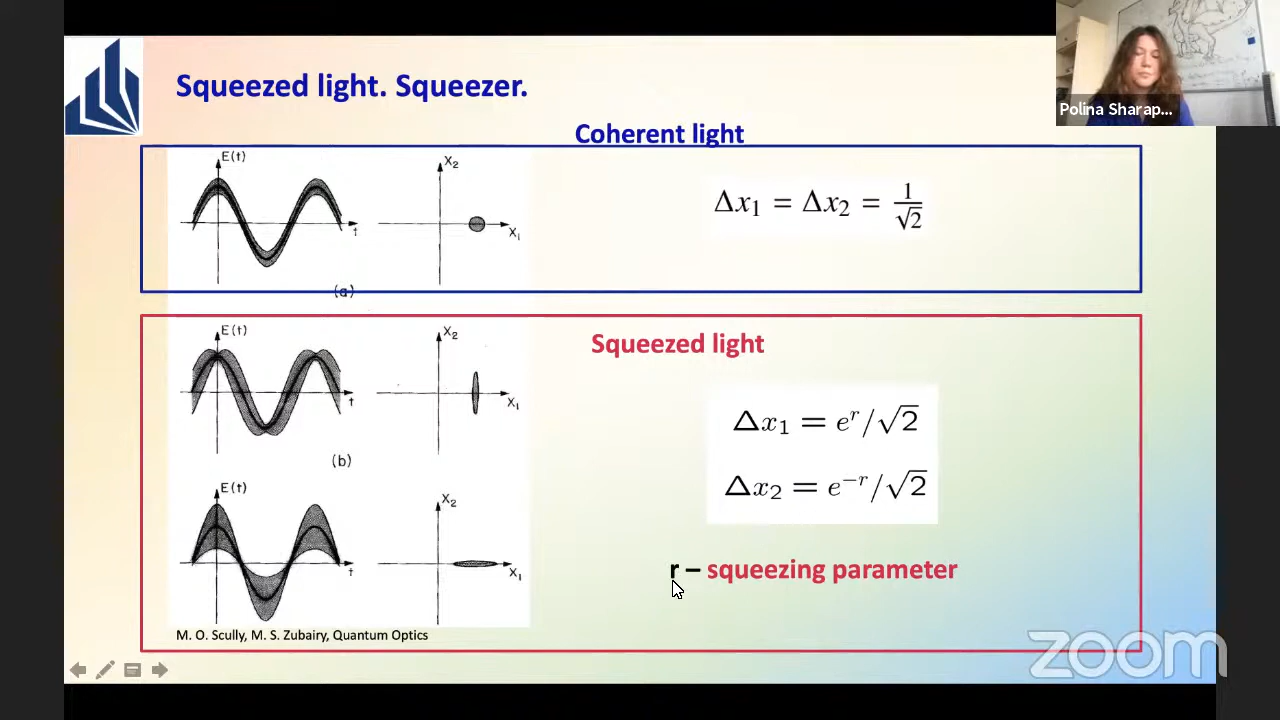 Squeezed light. Squeezer.
Polina Sharap...
Coherent light
E(t)
t
X₂
X₁
(a)
Δx₁ = Δx₂ = 1/√2
Squeezed light
E(t)
t
X₂
X₁
(b)
Δx₁ = eʳ/√2
Δx₂ = e⁻ʳ/√2
E(t)
t
X₂
X₁
r – squeezing parameter
M. O. Scully, M. S. Zubairy, Quantum Optics
zoom